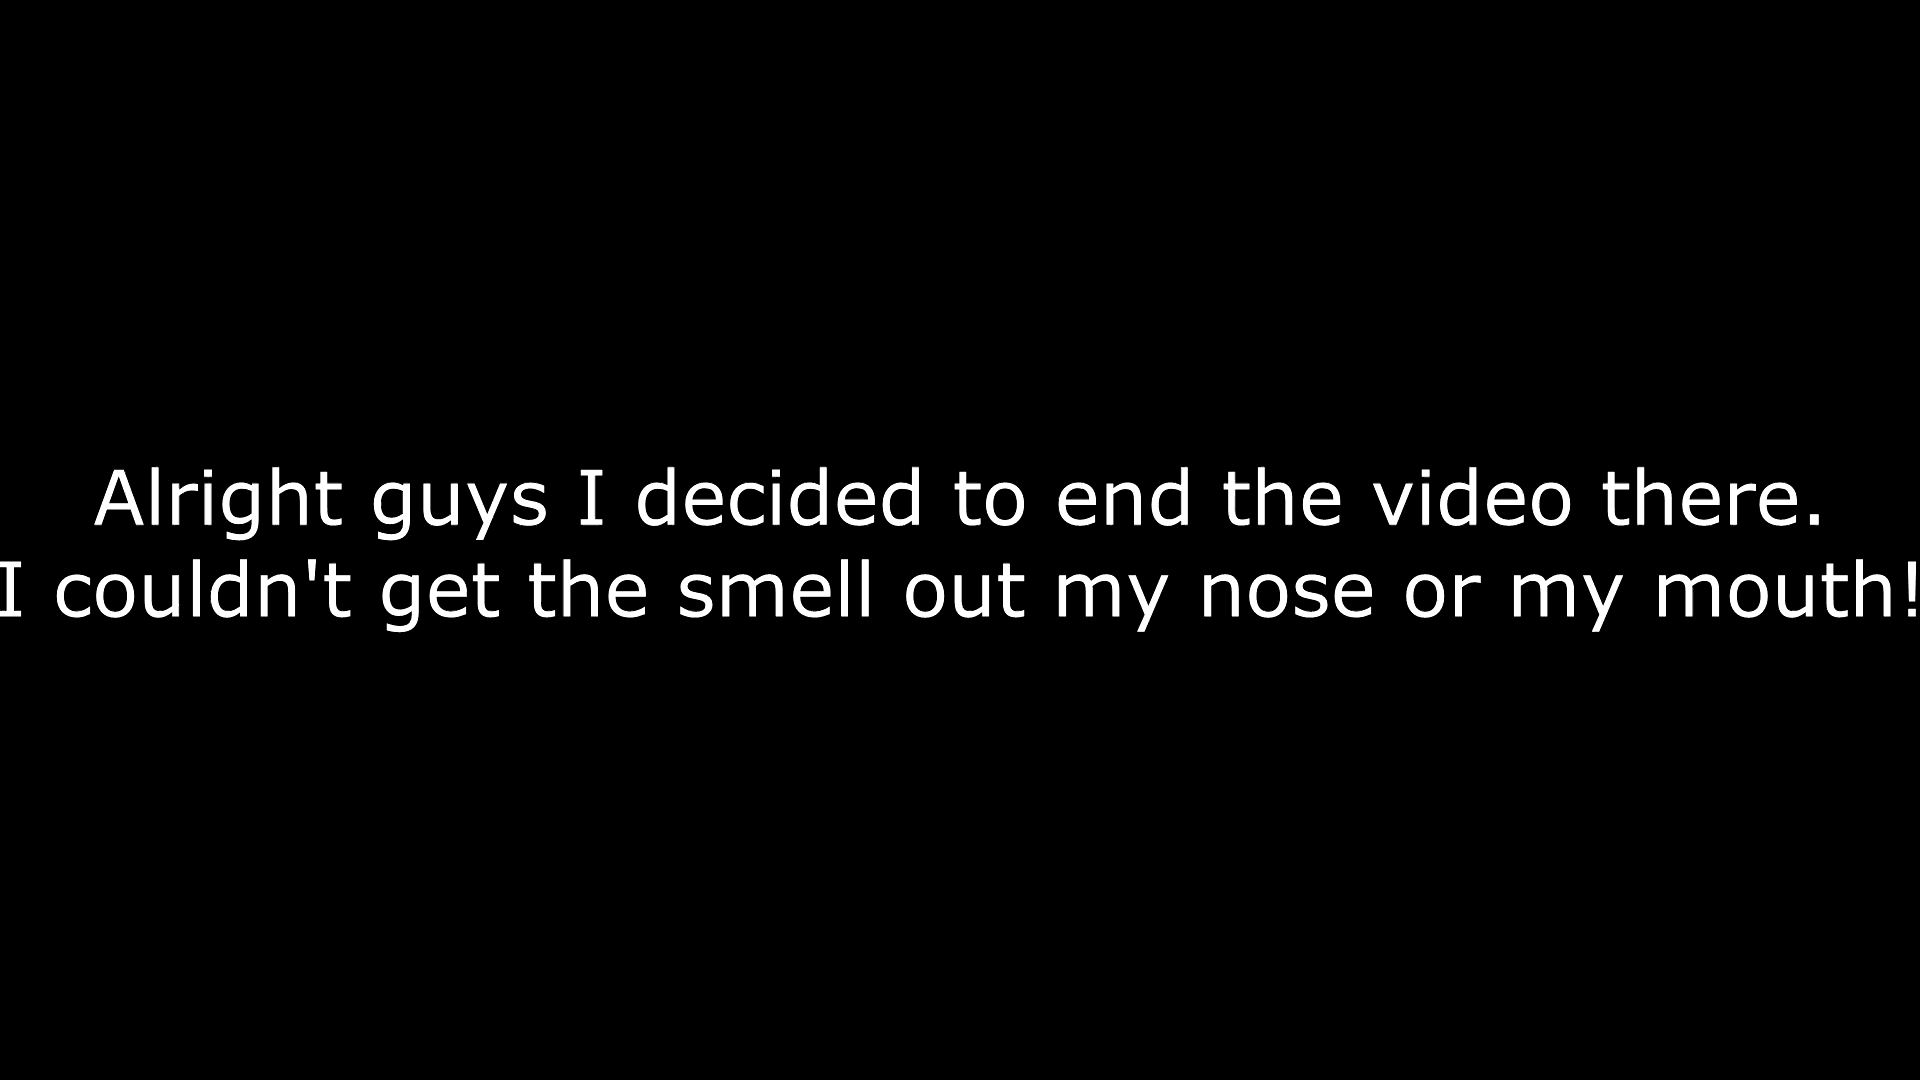 Alright guys I decided to end the video there.
I couldn't get the smell out my nose or my mouth!